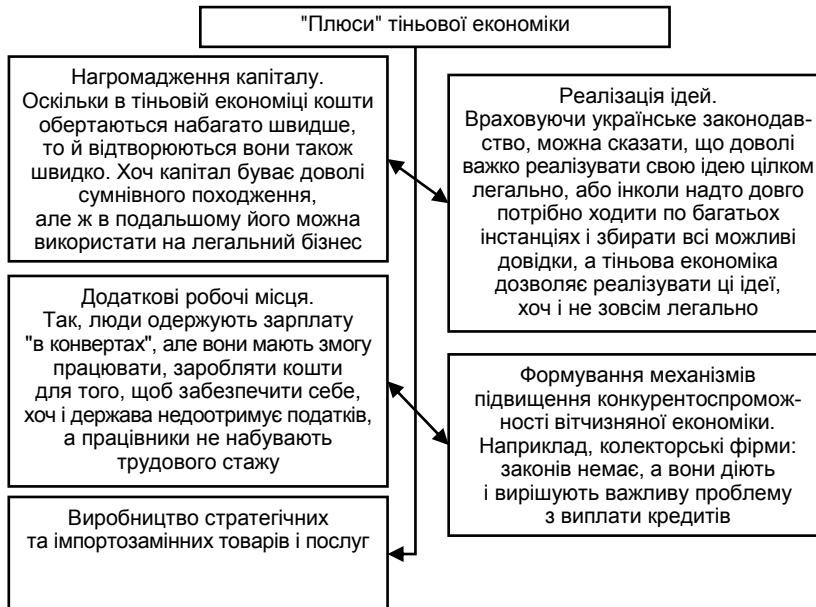 "Плюси" тіньової економіки
Нагромадження капіталу.
Оскільки в тіньовій економіці кошти
обертаються набагато швидше,
то й відтворюються вони також
швидко. Хоч капітал буває доволі
сумнівного походження,
але ж в подальшому його можна
використати на легальний бізнес
Реалізація ідей.
Враховуючи українське законодав-
ство, можна сказати, що доволі
важко реалізувати свою ідею цілком
легально, або інколи надто довго
потрібно ходити по багатьох
інстанціях і збирати всі можливі
довідки, а тіньова економіка
дозволяє реалізувати ці ідеї,
хоч і не зовсім легально
Додаткові робочі місця.
Так, люди одержують зарплату
"в конвертах", але вони мають змогу
працювати, заробляти кошти
для того, щоб забезпечити себе,
хоч і держава недоотримує податків,
а працівники не набувають
трудового стажу
Формування механізмів
підвищення конкурентоспромож-
ності вітчизняної економіки.
Наприклад, колекторські фірми:
законів немає, а вони діють
і вирішують важливу проблему
з виплати кредитів
Виробництво стратегічних
та імпортозамінних товарів і послуг